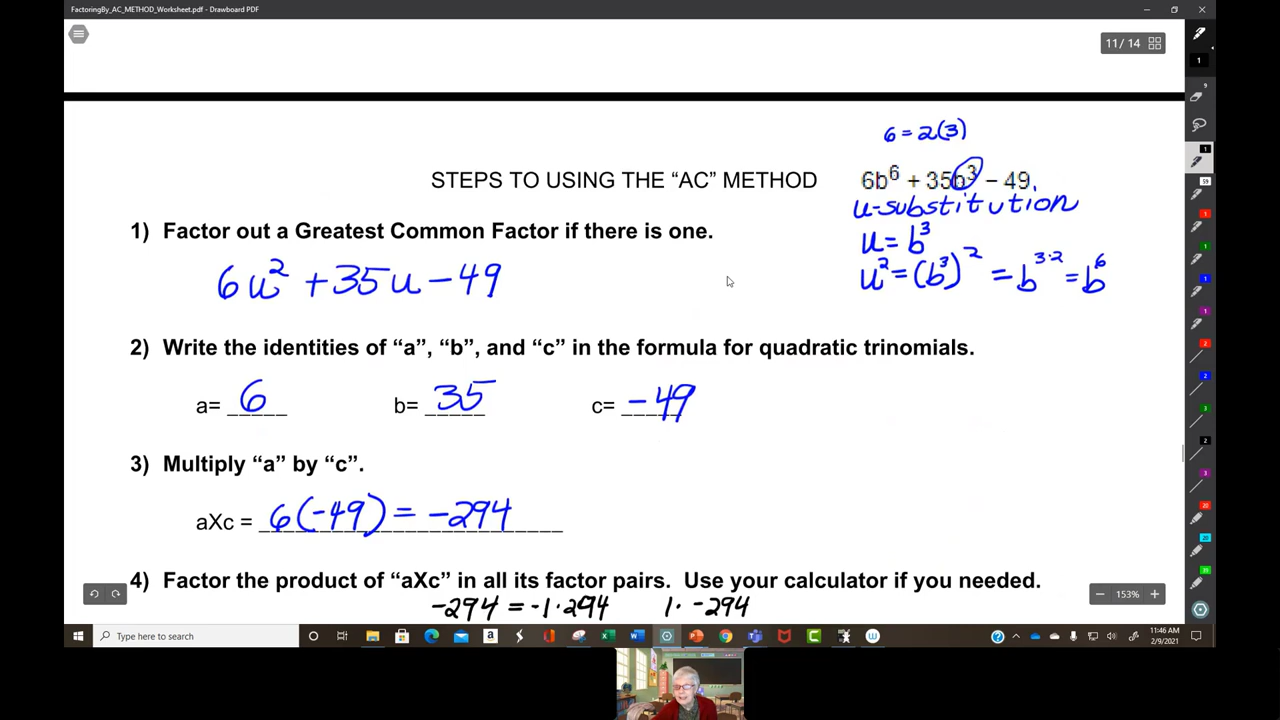 FactoringBy_AC_METHOD_Worksheet.pdf - Drawboard PDF
11 / 14
6 = 2(3)
STEPS TO USING THE “AC” METHOD
6b⁶ + 35b³ – 49.
u-substitution
1) Factor out a Greatest Common Factor if there is one.
u = b³
6u² + 35u – 49
u² = (b³)² = b³·² = b⁶
2) Write the identities of “a”, “b”, and “c” in the formula for quadratic trinomials.
a= 6 b= 35 c= –49
3) Multiply “a” by “c”.
aXc = 6(-49) = -294
4) Factor the product of “aXc” in all its factor pairs. Use your calculator if you needed.
153%
-294 = -1·294 1· -294
Type here to search
11:46 AM
2/9/2021